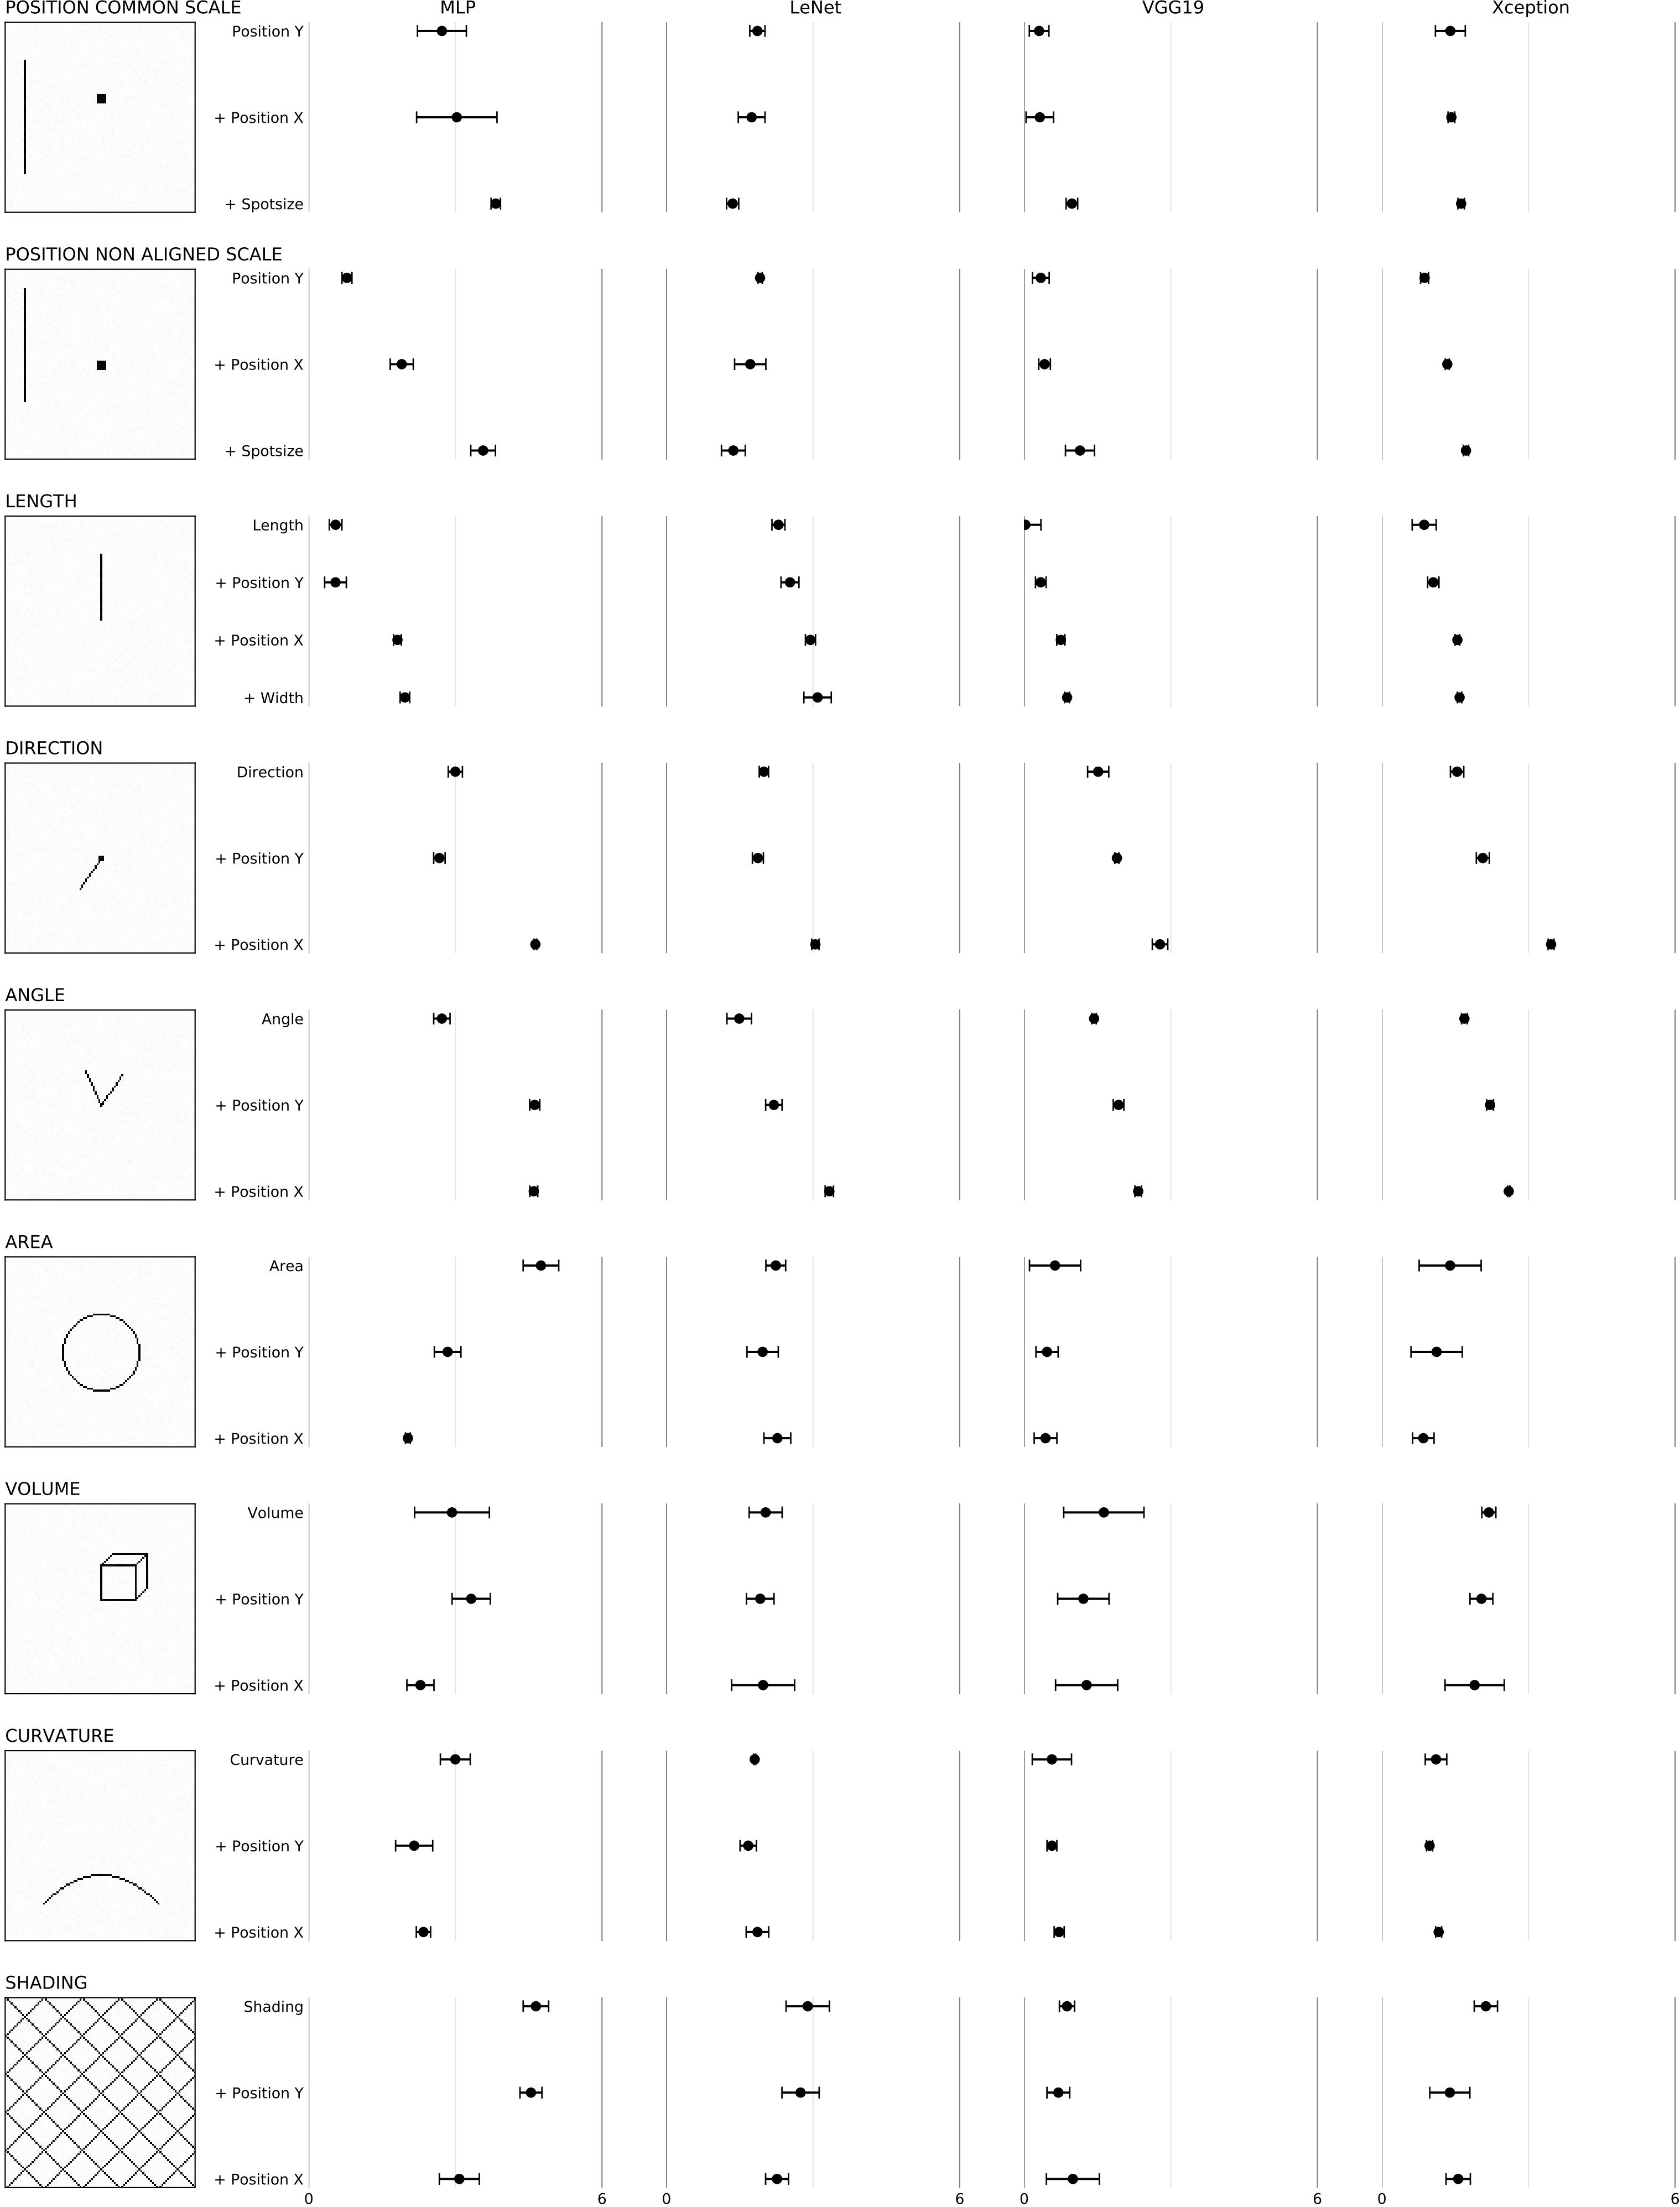 POSITION COMMON SCALE MLP LeNet VGG19 Xception
Position Y
+ Position X
+ Spotsize
POSITION NON ALIGNED SCALE
Position Y
+ Position X
+ Spotsize
LENGTH
Length
+ Position Y
+ Position X
+ Width
DIRECTION
Direction
+ Position Y
+ Position X
ANGLE
Angle
+ Position Y
+ Position X
AREA
Area
+ Position Y
+ Position X
VOLUME
Volume
+ Position Y
+ Position X
CURVATURE
Curvature
+ Position Y
+ Position X
SHADING
Shading
+ Position Y
+ Position X
0 6 0 6 0 6 0 6